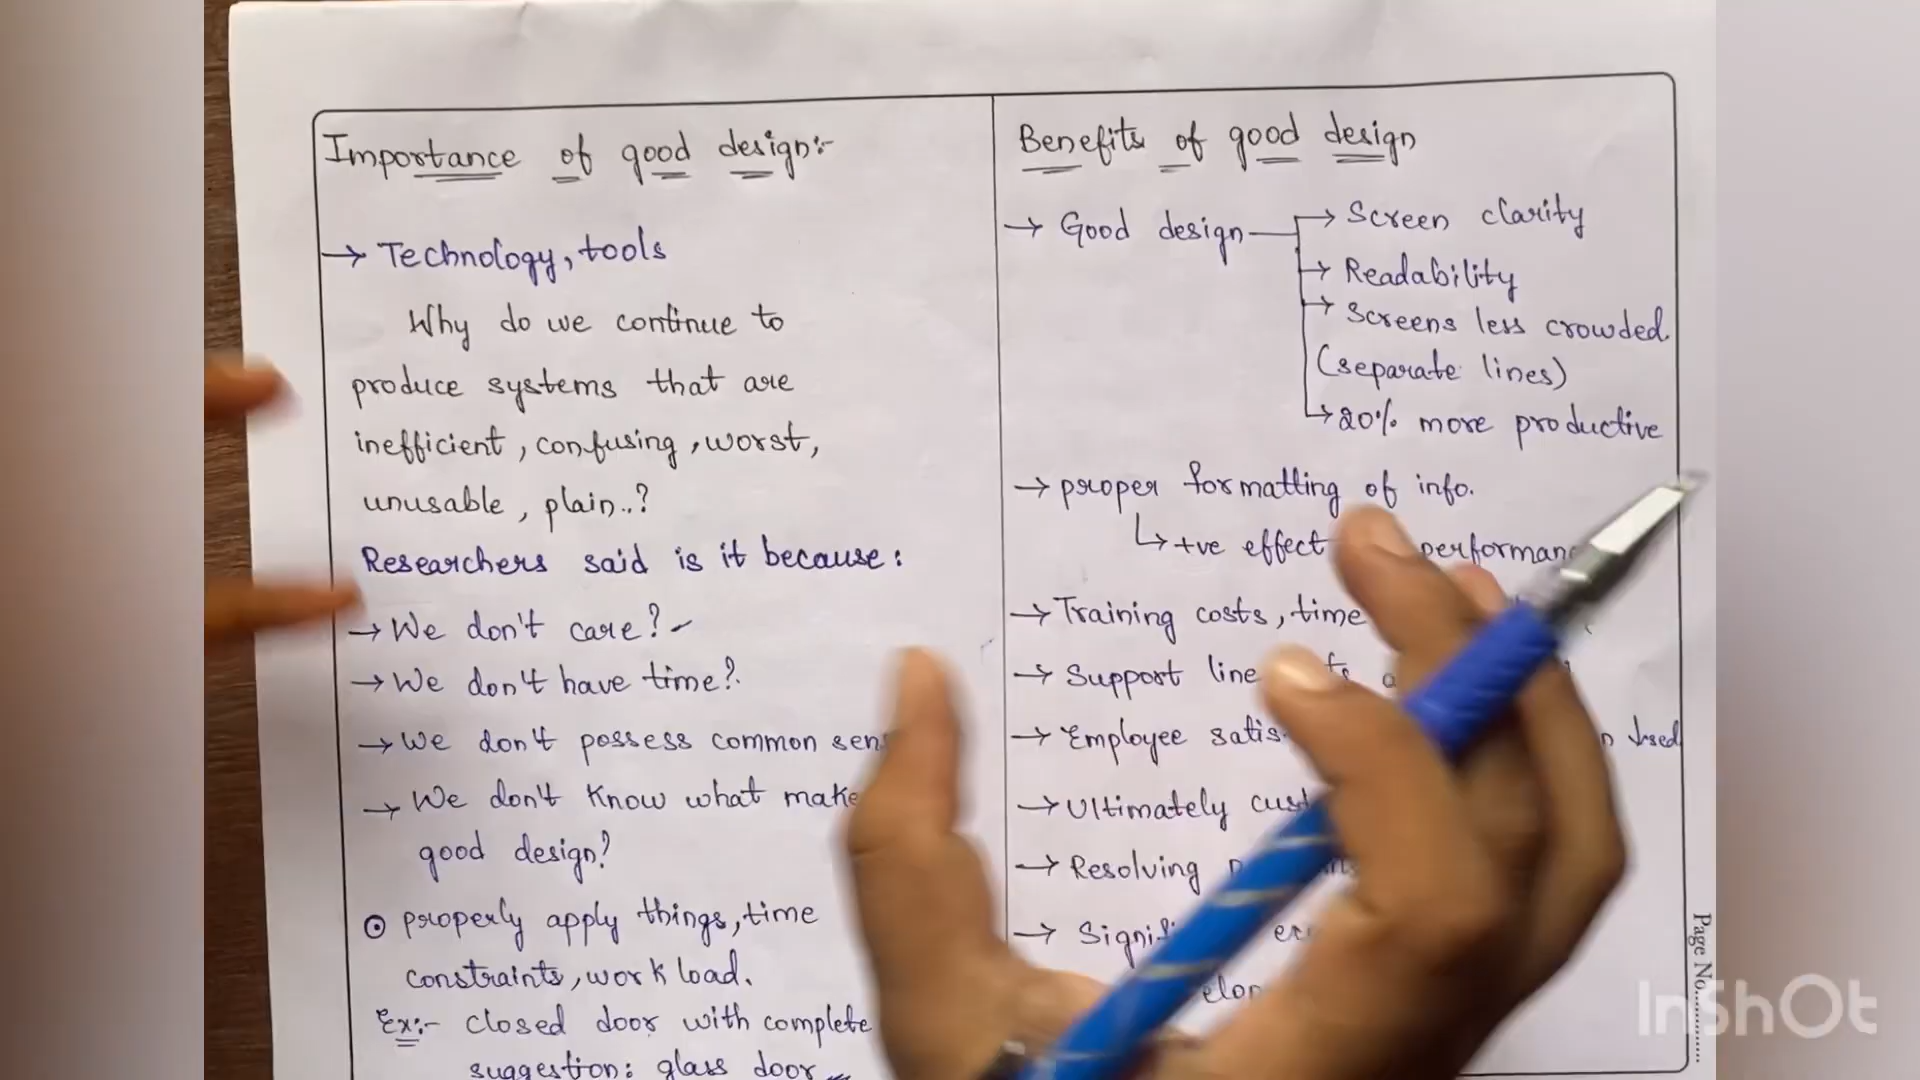 Importance of good design:-
→ Technology, tools
Why do we continue to
produce systems that are
inefficient, confusing, worst,
unusable, plain..?
Researchers said is it because:
→ We don't care?
→ We don't have time?
→ We don't possess common
→ We don't know what
good design?
⊙ properly apply things, time
constraints, work load.
Ex:- closed door with complete
suggestion: glass door
Benefits of good design
→ Good design → Screen clarity
→ Readability
→ Screens less crowded
(separate lines)
→ 20% more productive
→ proper formatting of info.
↳ +ve effect
→ Training costs, time
→ Support line
→ Employee
→ Ultimately
→ Resolving
→
Page No...............
InShOt